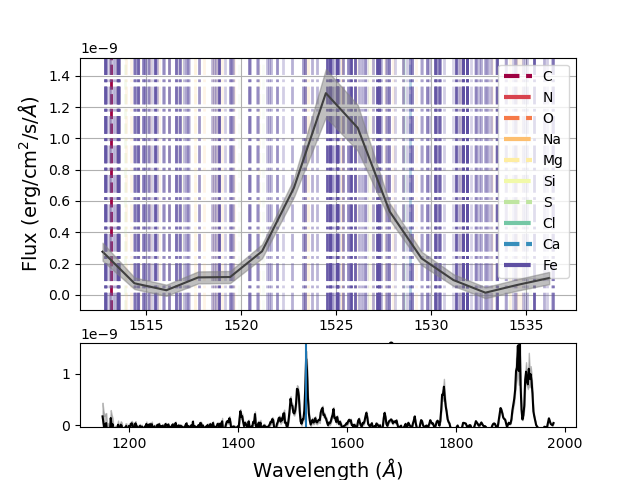 1e−9
Flux (erg/cm²/s/Å)
1.4
1.2
1.0
0.8
0.6
0.4
0.2
0.0
C
N
O
Na
Mg
Si
S
Cl
Ca
Fe
1515 1520 1525 1530 1535
1e−9
1
0
1200 1400 1600 1800 2000
Wavelength (Å)